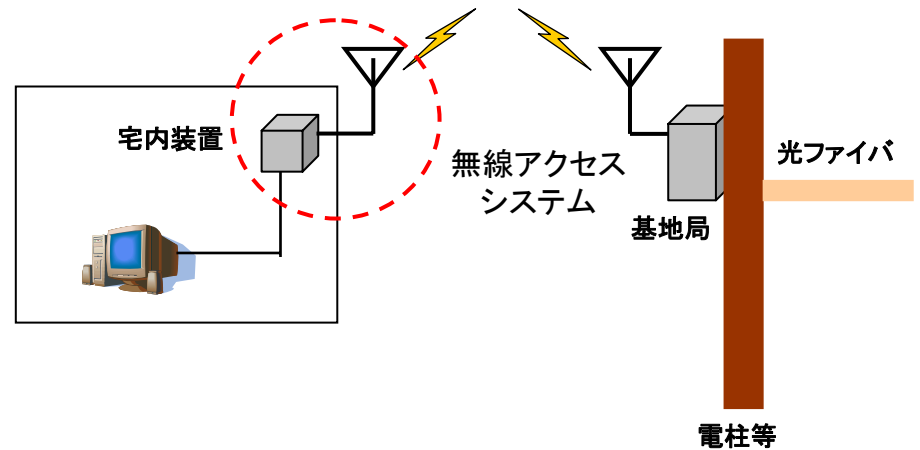 宅内装置
無線アクセス
システム
基地局
光ファイバ
電柱等